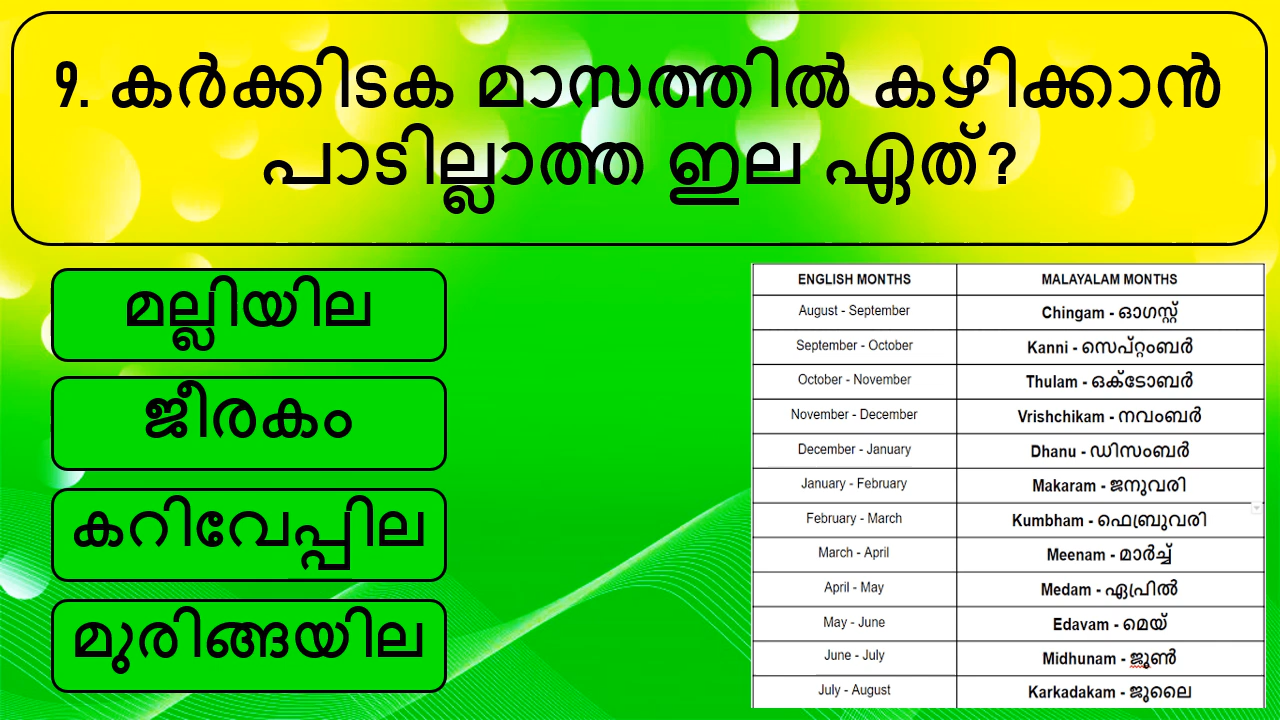 9. കർക്കിടക മാസത്തിൽ കഴിക്കാൻ
പാടില്ലാത്ത ഇല ഏത്?
മല്ലിയില
ജീരകം
കറിവേപ്പില
മുരിങ്ങയില
ENGLISH MONTHS MALAYALAM MONTHS
August - September Chingam - ഓഗസ്റ്റ്
September - October Kanni - സെപ്റ്റംബർ
October - November Thulam - ഒക്ടോബർ
November - December Vrishchikam - നവംബർ
December - January Dhanu - ഡിസംബർ
January - February Makaram - ജനുവരി
February - March Kumbham - ഫെബ്രുവരി
March - April Meenam - മാർച്ച്
April - May Medam - ഏപ്രിൽ
May - June Edavam - മെയ്
June - July Midhunam - ജൂൺ
July - August Karkadakam - ജൂലൈ